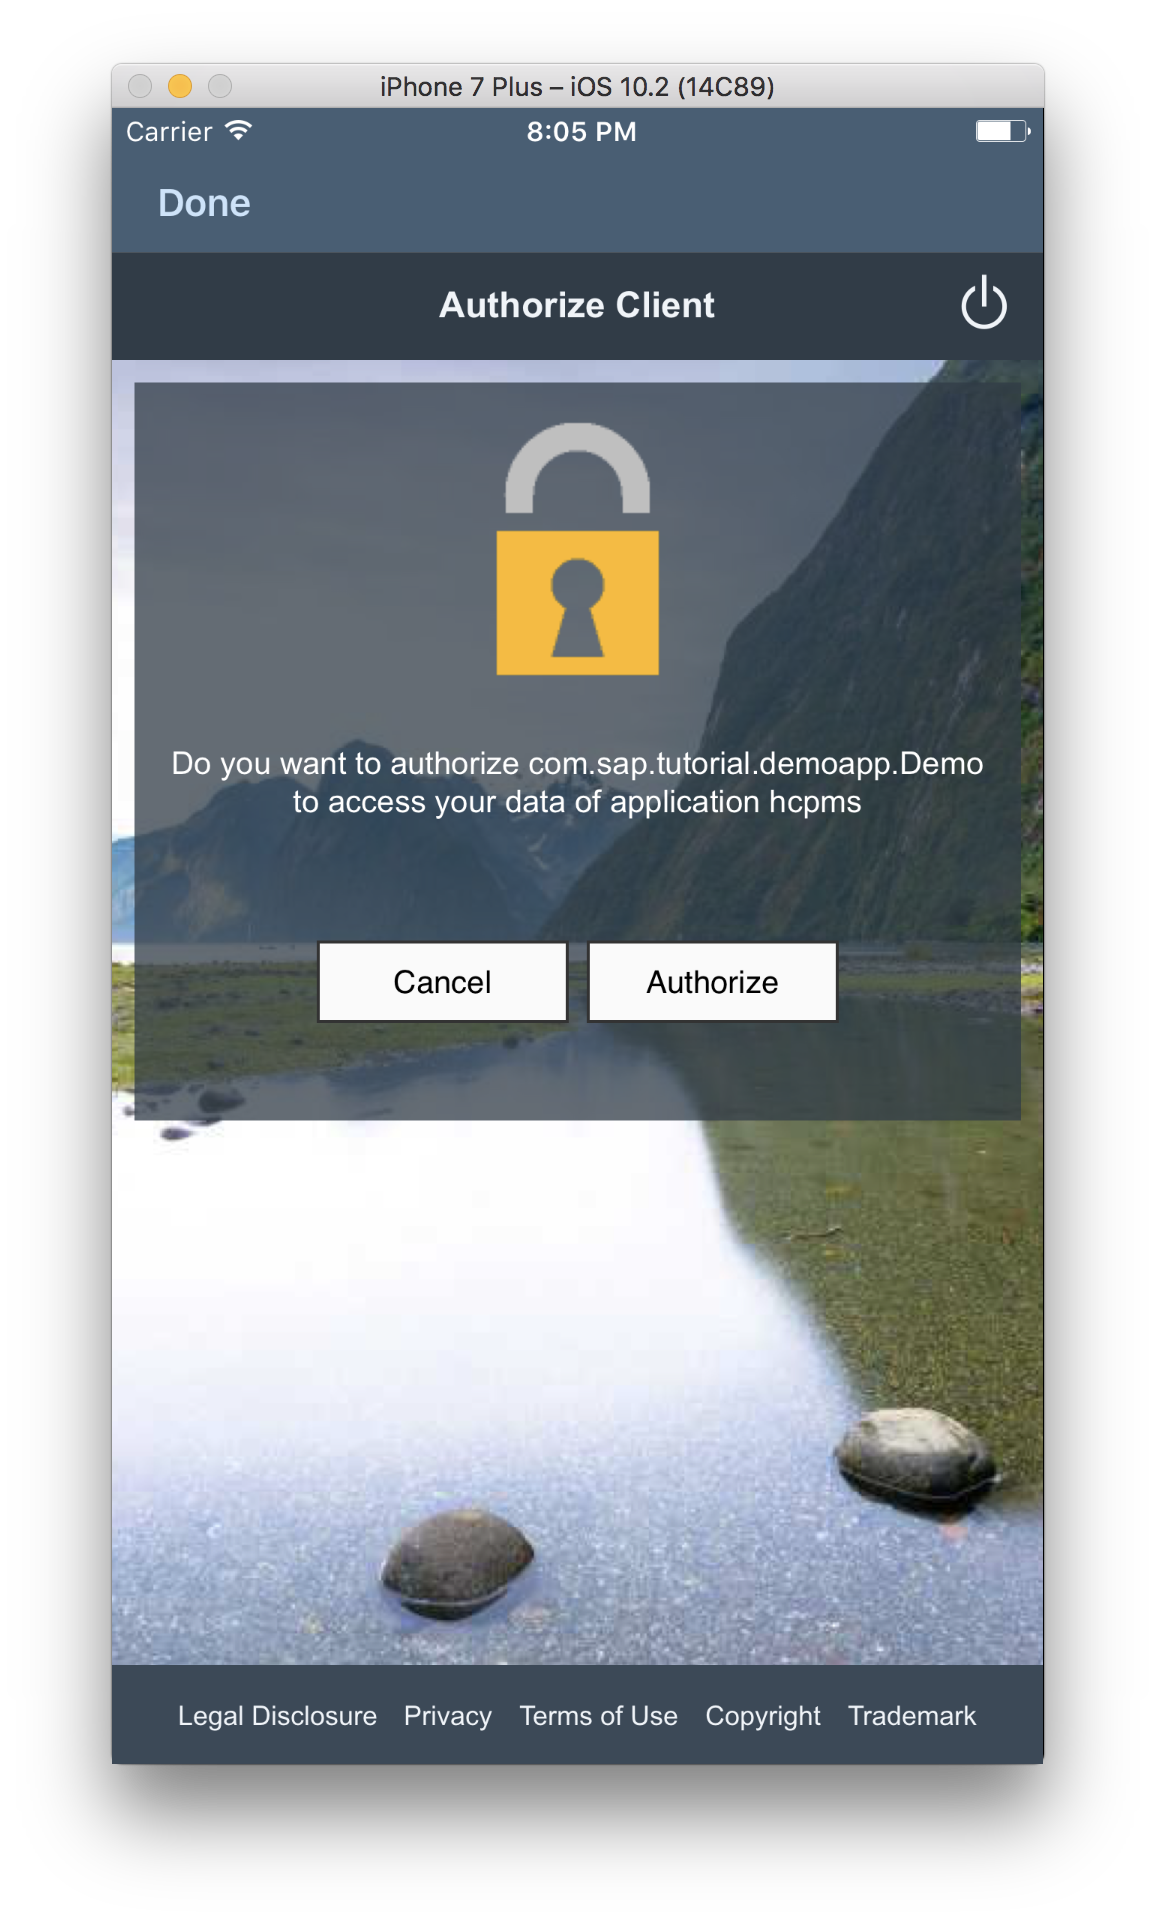 iPhone 7 Plus – iOS 10.2 (14C89)
Carrier 8:05 PM
Done
Authorize Client
Do you want to authorize com.sap.tutorial.demoapp.Demo
to access your data of application hcpms
Cancel Authorize
Legal Disclosure Privacy Terms of Use Copyright Trademark